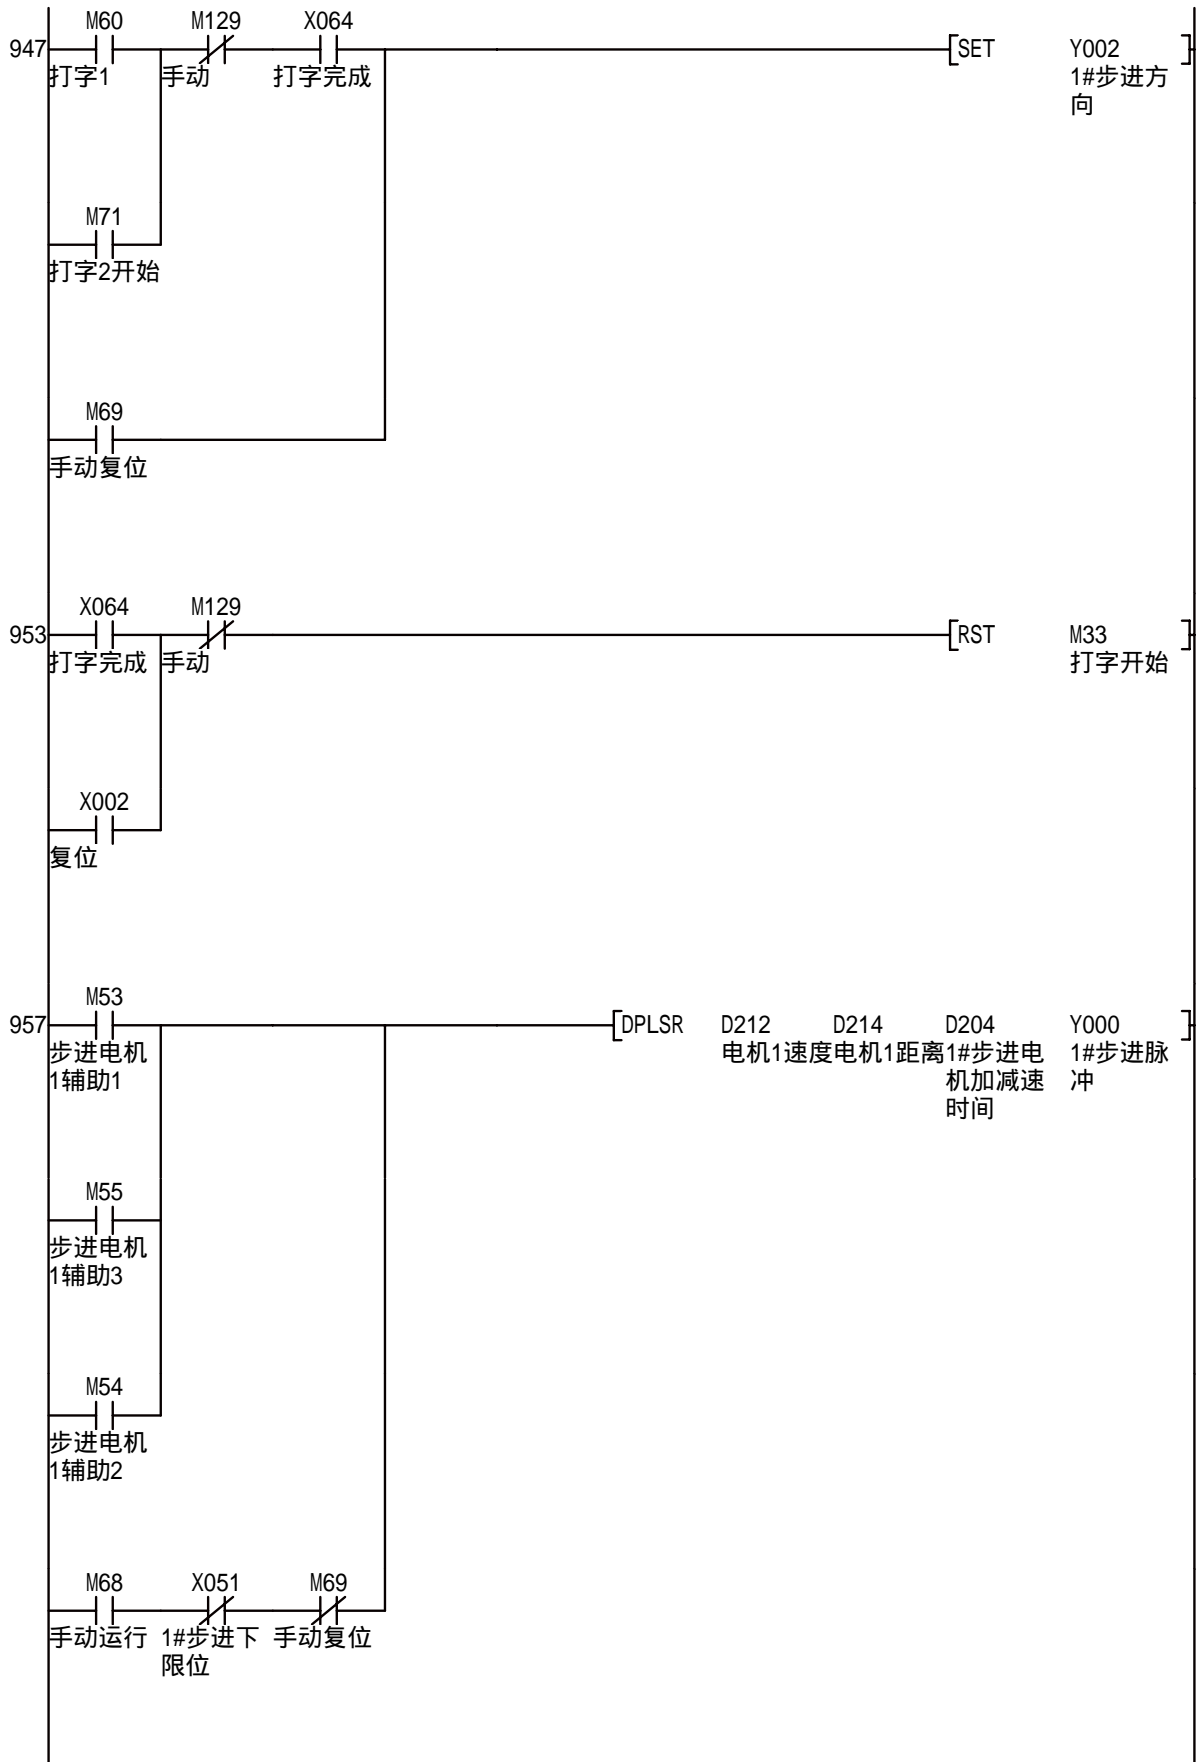 M60 M129 X064
947 [SET Y002 ]
打字1 手动 打字完成 1#步进方
向
M71
打字2开始
M69
手动复位
X064 M129
953 [RST M33 ]
打字完成 手动 打字开始
X002
复位
M53
957 [DPLSR D212 D214 D204 Y000 ]
步进电机 电机1速度 电机1距离 1#步进电 1#步进脉
1辅助1 机加减速 冲
时间
M55
步进电机
1辅助3
M54
步进电机
1辅助2
M68 X051 M69
手动运行 1#步进下 手动复位
限位